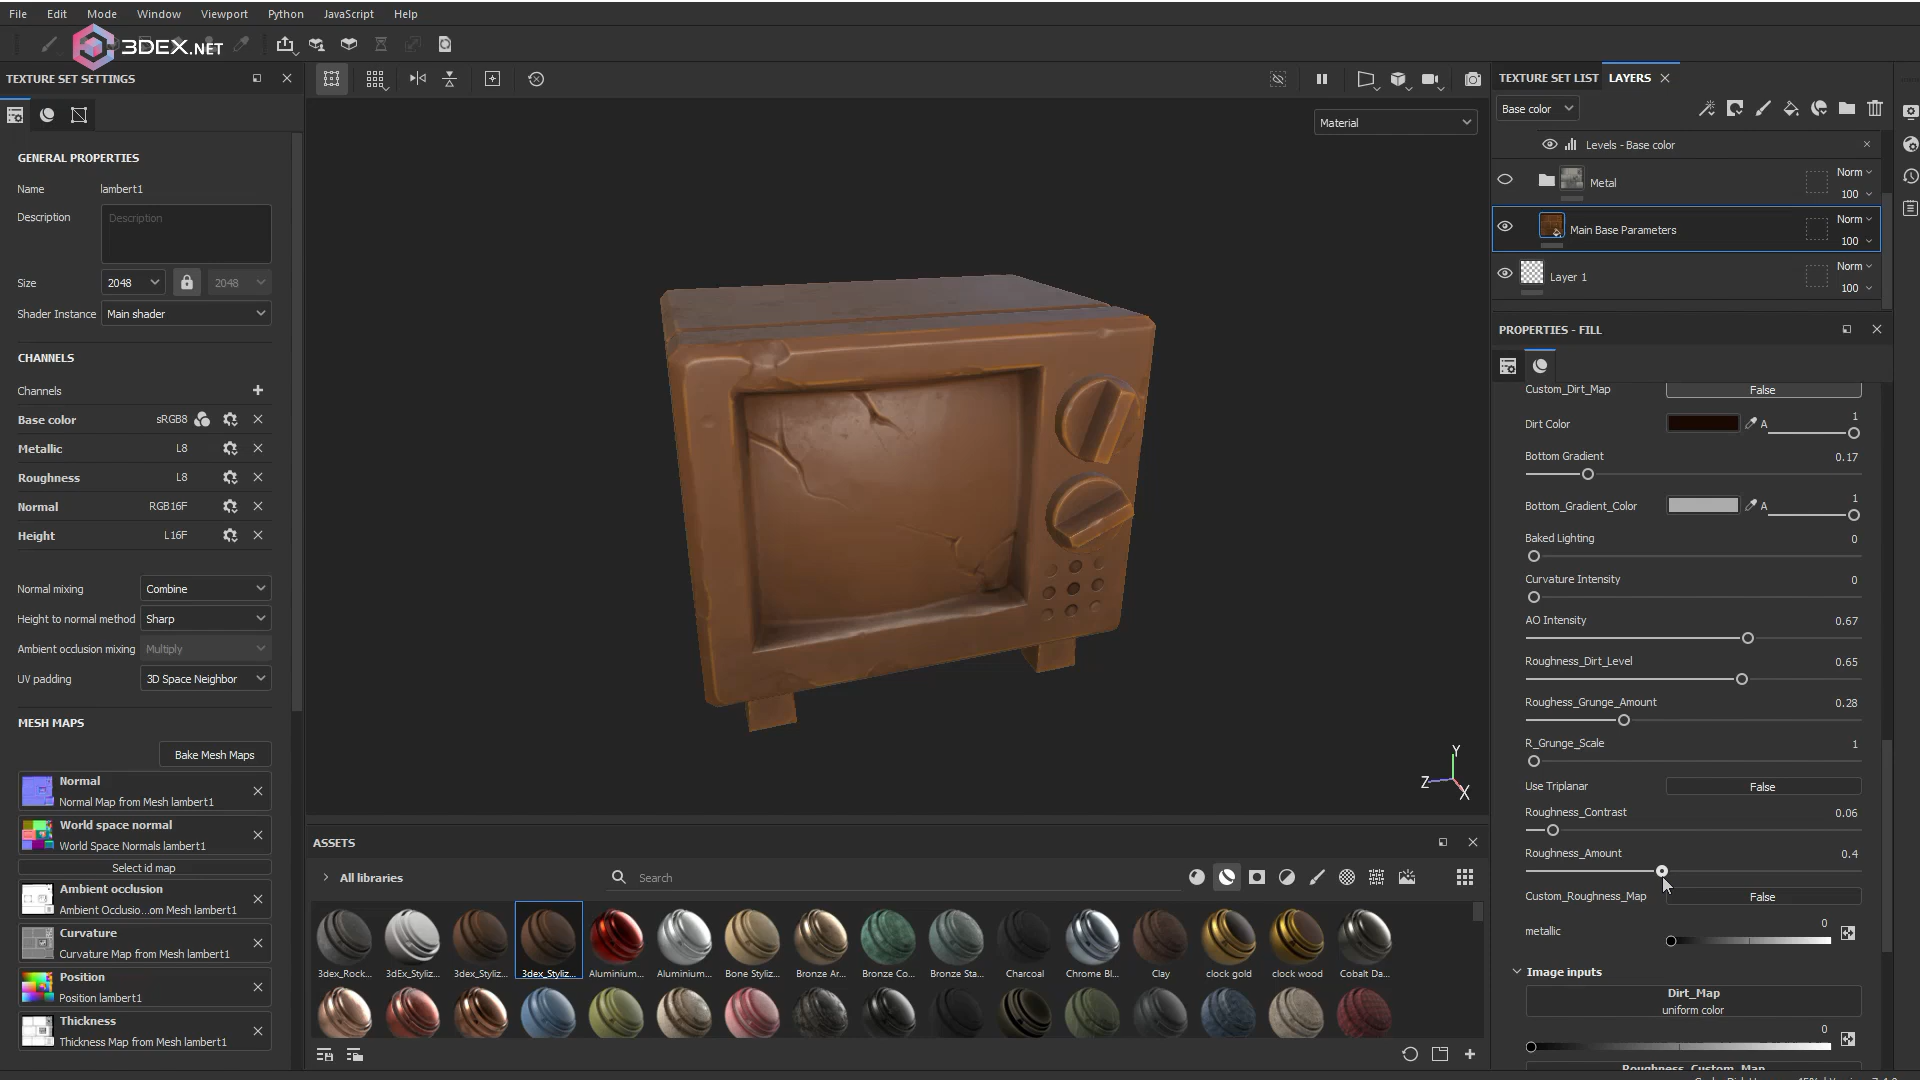 File Edit Mode Window Viewport Python JavaScript Help
3DEX.NET
TEXTURE SET SETTINGS
GENERAL PROPERTIES
Name lambert1
Description Description
Size 2048 2048
Shader Instance Main shader
CHANNELS
Channels
Base color sRGB8
Metallic L8
Roughness L8
Normal RGB16F
Height L16F
Normal mixing Combine
Height to normal method Sharp
Ambient occlusion mixing Multiply
UV padding 3D Space Neighbor
MESH MAPS
Bake Mesh Maps
Normal
Normal Map from Mesh lambert1
World space normal
World Space Normals lambert1
Select id map
Ambient occlusion
Ambient Occlusio...om Mesh lambert1
Curvature
Curvature Map from Mesh lambert1
Position
Position lambert1
Thickness
Thickness Map from Mesh lambert1
Material
Y
Z
X
ASSETS
All libraries
Search
3dex_Rock... 3dEx_Styliz... 3dex_Styliz... 3dex_Styliz... Aluminium... Aluminium... Bone Styliz... Bronze Ar... Bronze Co... Bronze Sta... Charcoal Chrome Bl... Clay clock gold clock wood Cobalt Da...
TEXTURE SET LIST LAYERS
Base color
Levels - Base color
Metal Norm
100
Main Base Parameters Norm
100
Layer 1 Norm
100
PROPERTIES - FILL
Custom_Dirt_Map False
Dirt Color A 1
Bottom Gradient 0.17
Bottom_Gradient_Color A 1
Baked Lighting 0
Curvature Intensity 0
AO Intensity 0.67
Roughness_Dirt_Level 0.65
Roughess_Grunge_Amount 0.28
R_Grunge_Scale 1
Use Triplanar False
Roughness_Contrast 0.06
Roughness_Amount 0.4
Custom_Roughness_Map False
metallic 0
Image inputs
Dirt_Map
uniform color
0
Roughness_Custom_Map